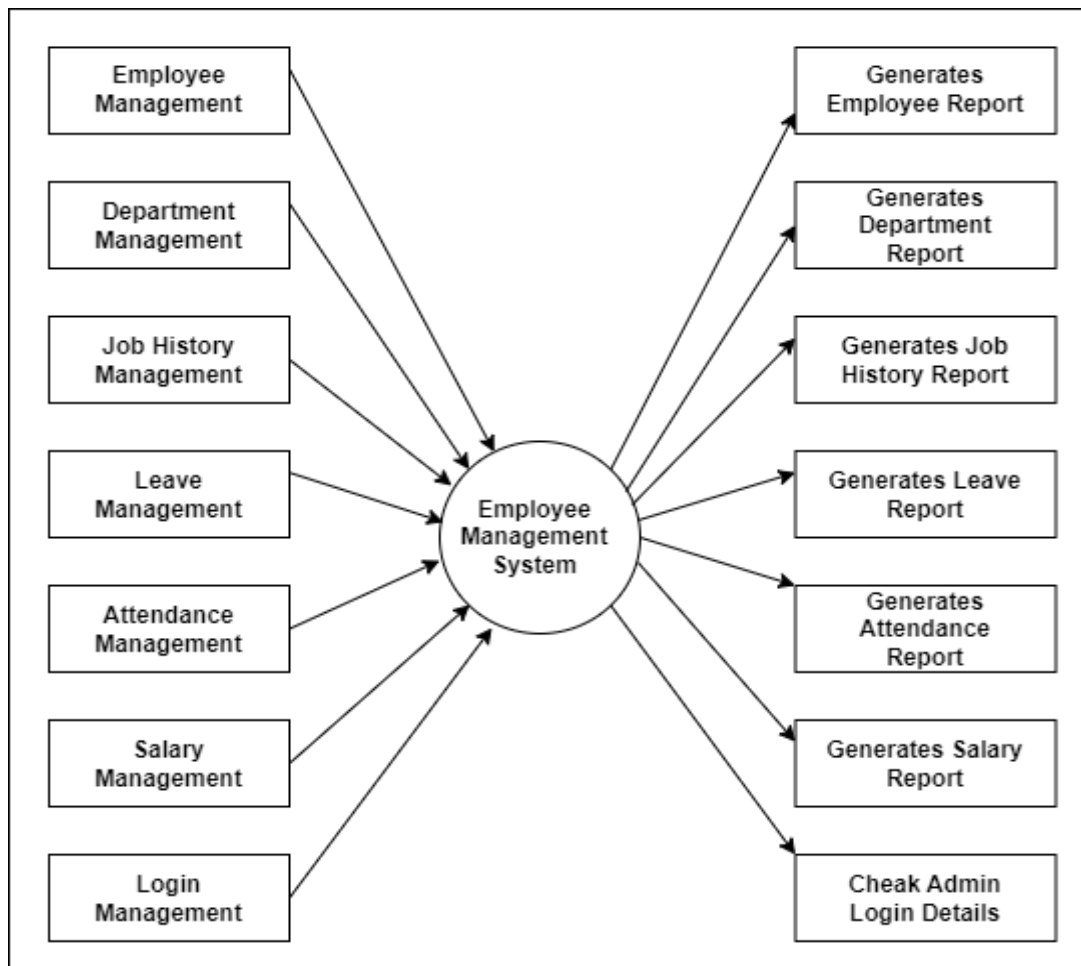 Employee
Management
Department
Management
Job History
Management
Leave
Management
Attendance
Management
Salary
Management
Login
Management
Employee
Management
System
Generates
Employee Report
Generates
Department
Report
Generates Job
History Report
Generates Leave
Report
Generates
Attendance
Report
Generates Salary
Report
Cheak Admin
Login Details